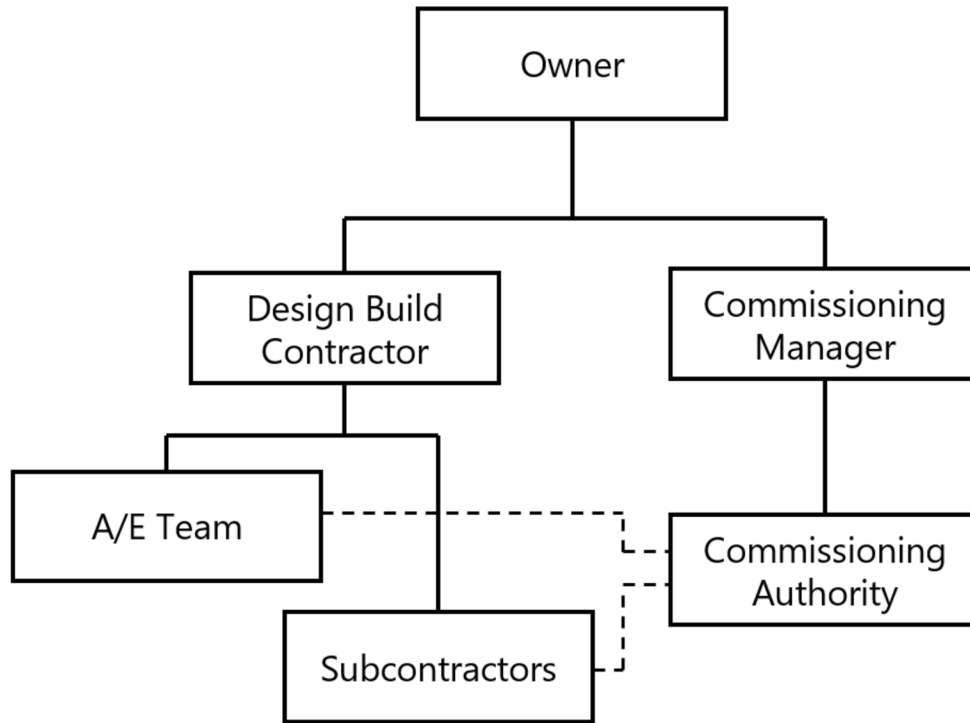 Owner
Design Build
Contractor
Commissioning
Manager
A/E Team
Commissioning
Authority
Subcontractors